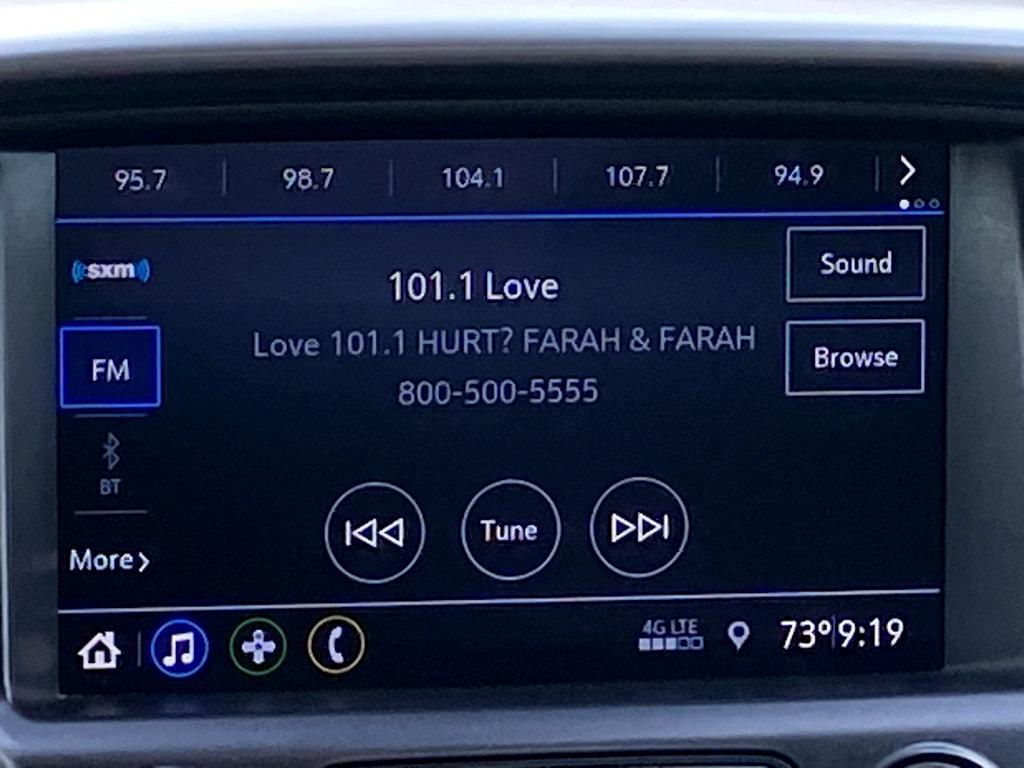 95.7 98.7 104.1 107.7 94.9
sxm
Sound
101.1 Love
Love 101.1 HURT? FARAH & FARAH
800-500-5555
FM
Browse
BT
Tune
More
4G LTE
73° 9:19